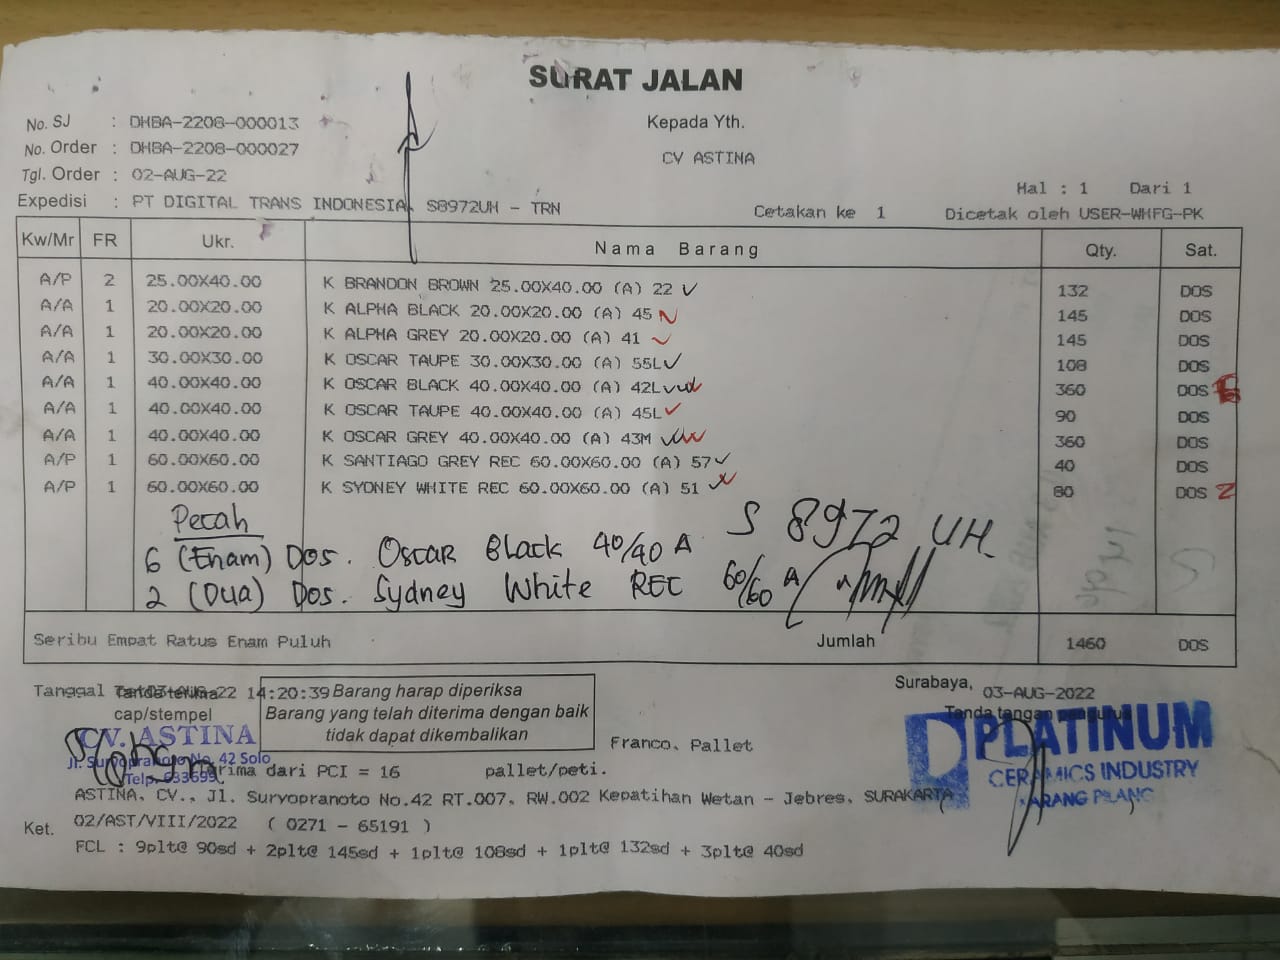 SURAT JALAN
No. SJ : DHBA-2208-000013
Kepada Yth.
No. Order : DHBA-2208-000027
CV ASTINA
Tgl. Order : 02-AUG-22
Hal : 1 Dari 1
Expedisi : PT DIGITAL TRANS INDONESIA, S8972UH - TRN
Cetakan ke 1 Dicetak oleh USER-WHFG-PK
Kw/Mr FR Ukr. Nama Barang Qty. Sat.
A/P 2 25.00X40.00 K BRANDON BROWN 25.00X40.00 (A) 22 132 DOS
A/A 1 20.00X20.00 K ALPHA BLACK 20.00X20.00 (A) 45 145 DOS
A/A 1 20.00X20.00 K ALPHA GREY 20.00X20.00 (A) 41 145 DOS
A/A 1 30.00X30.00 K OSCAR TAUPE 30.00X30.00 (A) 55L 108 DOS
A/A 1 40.00X40.00 K OSCAR BLACK 40.00X40.00 (A) 42L 360 DOS 6
A/A 1 40.00X40.00 K OSCAR TAUPE 40.00X40.00 (A) 45L 90 DOS
A/A 1 40.00X40.00 K OSCAR GREY 40.00X40.00 (A) 43M 360 DOS
A/P 1 60.00X60.00 K SANTIAGO GREY REC 60.00X60.00 (A) 57 40 DOS
A/P 1 60.00X60.00 K SYDNEY WHITE REC 60.00X60.00 (A) 51 80 DOS 2
Pecah
S 8972 UH.
6 (Enam) Dos. Oscar Black 40/40 A
2 (Dua) Dos. Sydney White REC 60/60 A
Seribu Empat Ratus Enam Puluh Jumlah 1460 DOS
Tanggal 03-AUG-22 14:20:39
Tanda terima
cap/stempel
Barang harap diperiksa
Barang yang telah diterima dengan baik
tidak dapat dikembalikan
Surabaya, 03-AUG-2022
Tanda tangan pengurus
CV. ASTINA
Jl. Suryopranoto No. 42 Solo
Telp. 633699
PLATINUM
CERAMICS INDUSTRY
KARANG PILANG
Franco. Pallet
rima dari PCI = 16 pallet/peti.
ASTINA. CV., Jl. Suryopranoto No.42 RT.007. RW.002 Kepatihan Wetan - Jebres. SURAKARTA
Ket. 02/AST/VIII/2022 ( 0271 - 65191 )
FCL : 9plt@ 90sd + 2plt@ 145sd + 1plt@ 108sd + 1plt@ 132sd + 3plt@ 40sd